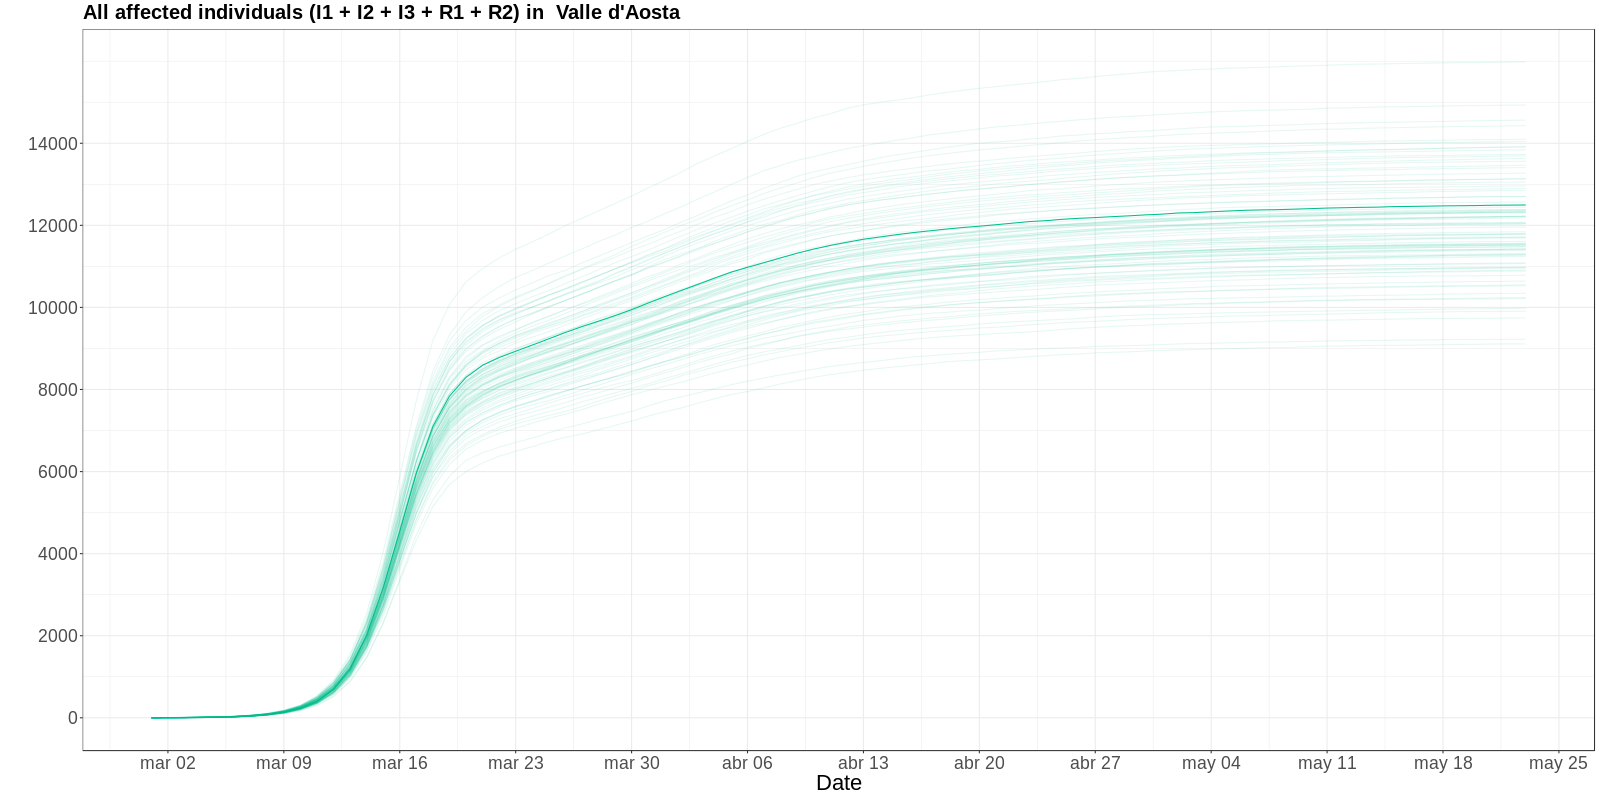 All affected individuals (I1 + I2 + I3 + R1 + R2) in  Valle d'Aosta
14000
12000
10000
8000
6000
4000
2000
0
mar 02 mar 09 mar 16 mar 23 mar 30 abr 06 abr 13 abr 20 abr 27 may 04 may 11 may 18 may 25
Date